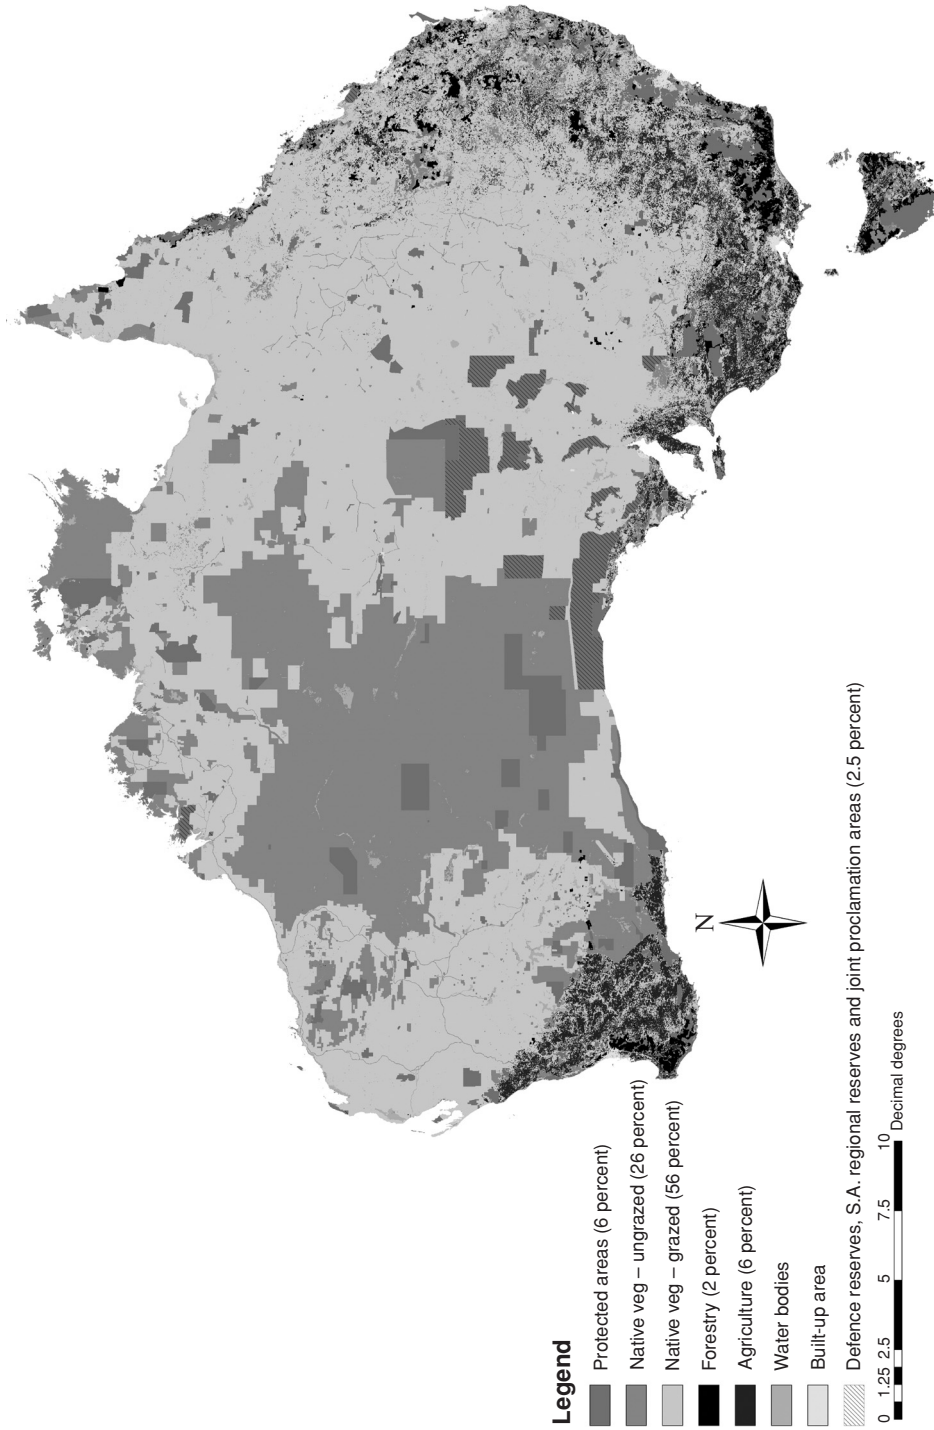 N
Legend
Protected areas (6 percent)
Native veg – ungrazed (26 percent)
Native veg – grazed (56 percent)
Forestry (2 percent)
Agriculture (6 percent)
Water bodies
Built-up area
Defence reserves, S.A. regional reserves and joint proclamation areas (2.5 percent)
0 1.25 2.5 5 7.5 10
Decimal degrees